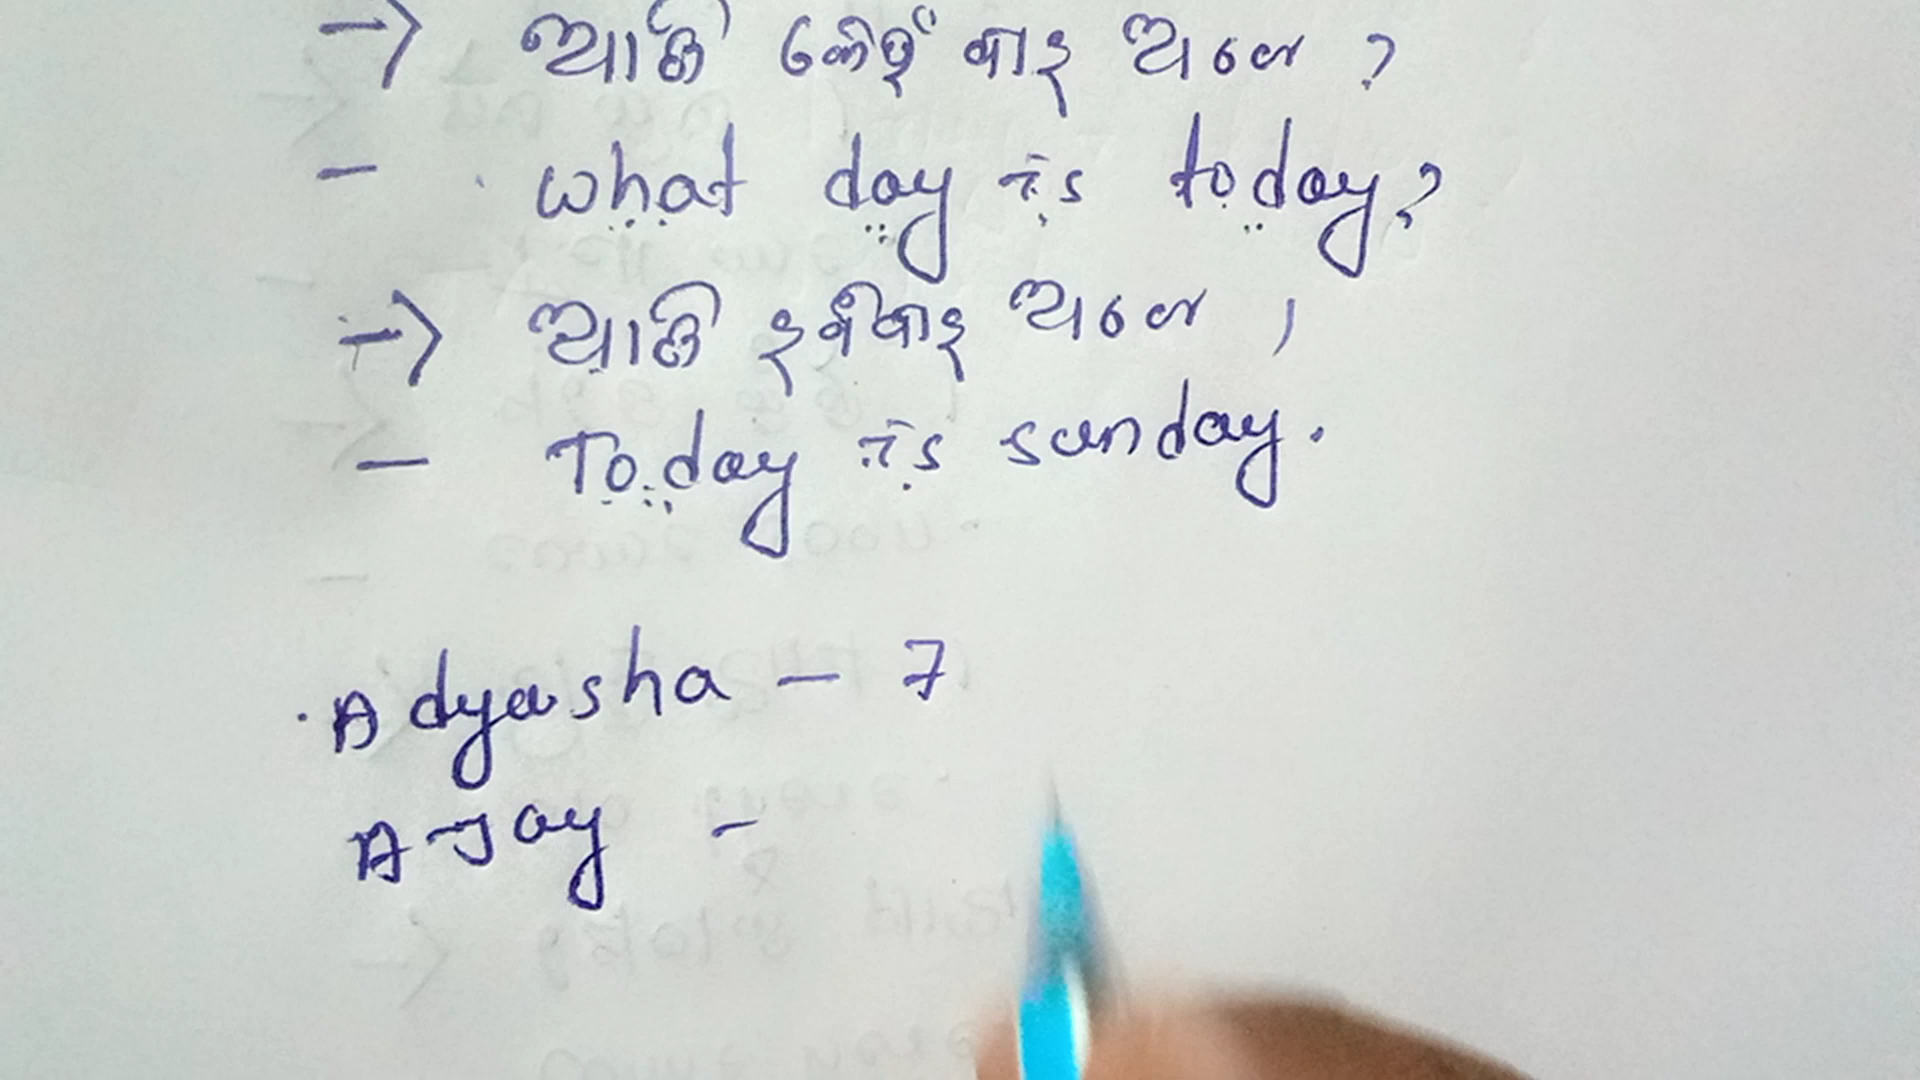 → ଆଜି କେଉଁ ବାର ଅଟେ ?
- what day is today?
→ ଆଜି ରବିବାର ଅଟେ ।
- Today is sunday.
Adyasha - 7
Ajay -